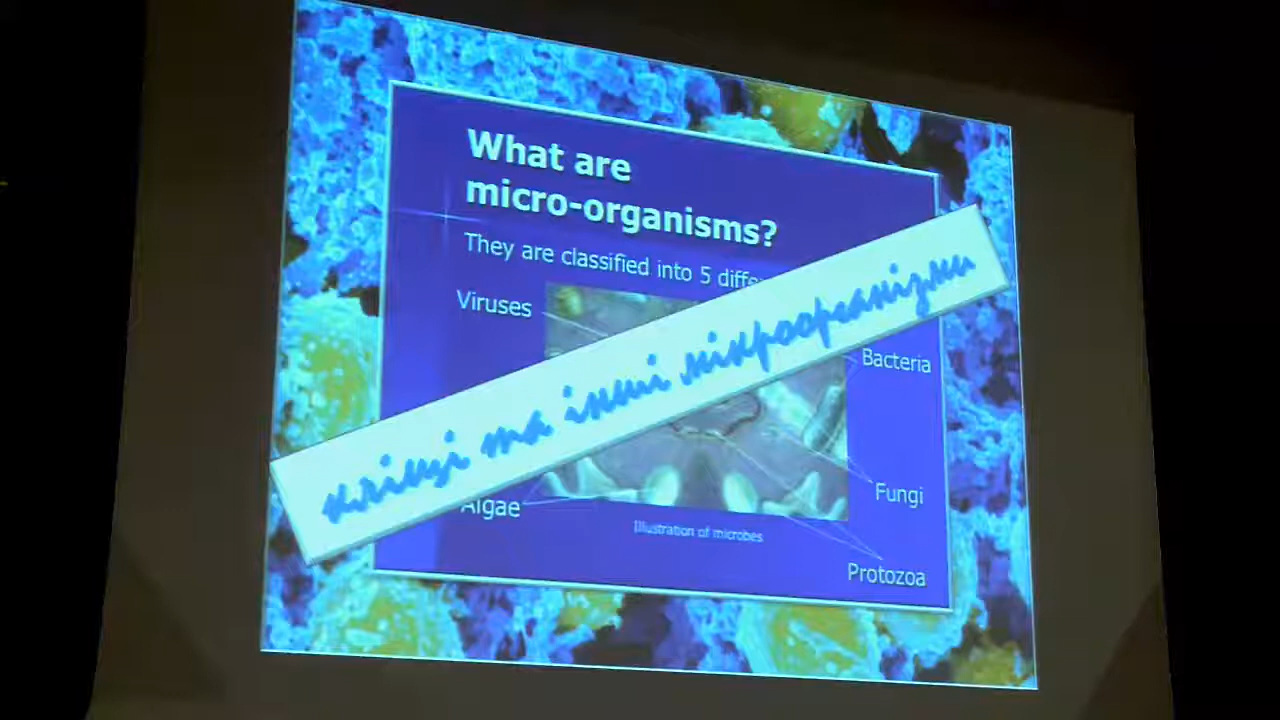 What are
micro-organisms?
They are classified into 5
Viruses
Bacteria
кліщі та інші мікроорганізми
Fungi
Algae
Illustration of microbes
Protozoa